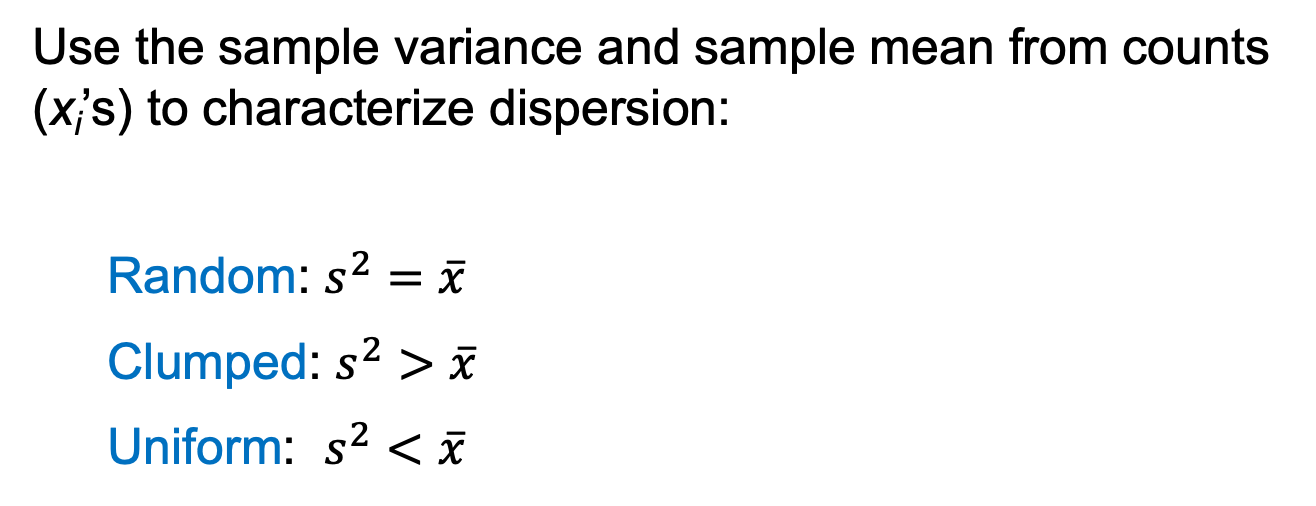 Use the sample variance and sample mean from counts
(xᵢ’s) to characterize dispersion:
Random: s² = x̄
Clumped: s² > x̄
Uniform: s² < x̄